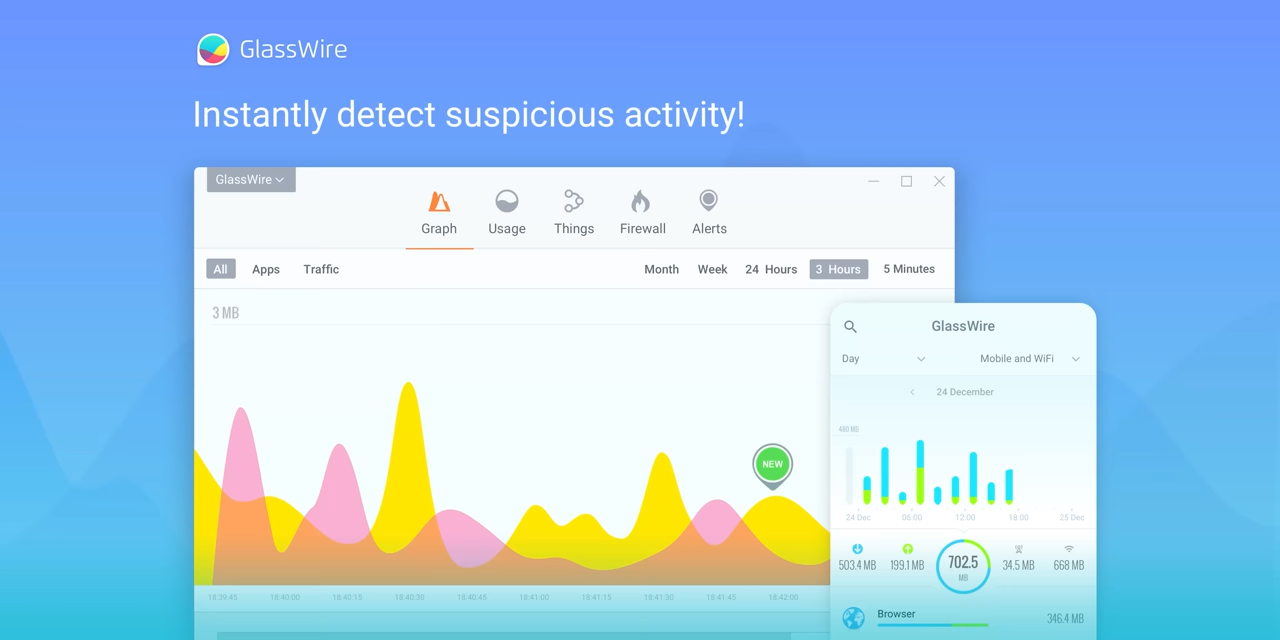 GlassWire
Instantly detect suspicious activity!
GlassWire
Graph Usage Things Firewall Alerts
All Apps Traffic Month Week 24 Hours 3 Hours 5 Minutes
3 MB
NEW
18:39:45 18:40:00 18:40:15 18:40:30 18:40:45 18:41:00 18:41:15 18:41:30 18:41:45 18:42:00
GlassWire
Day Mobile and WiFi
24 December
480 MB
24 Dec 06:00 12:00 18:00 25 Dec
503.4 MB 199.1 MB 702.5 MB 34.5 MB 668 MB
Browser 346.4 MB